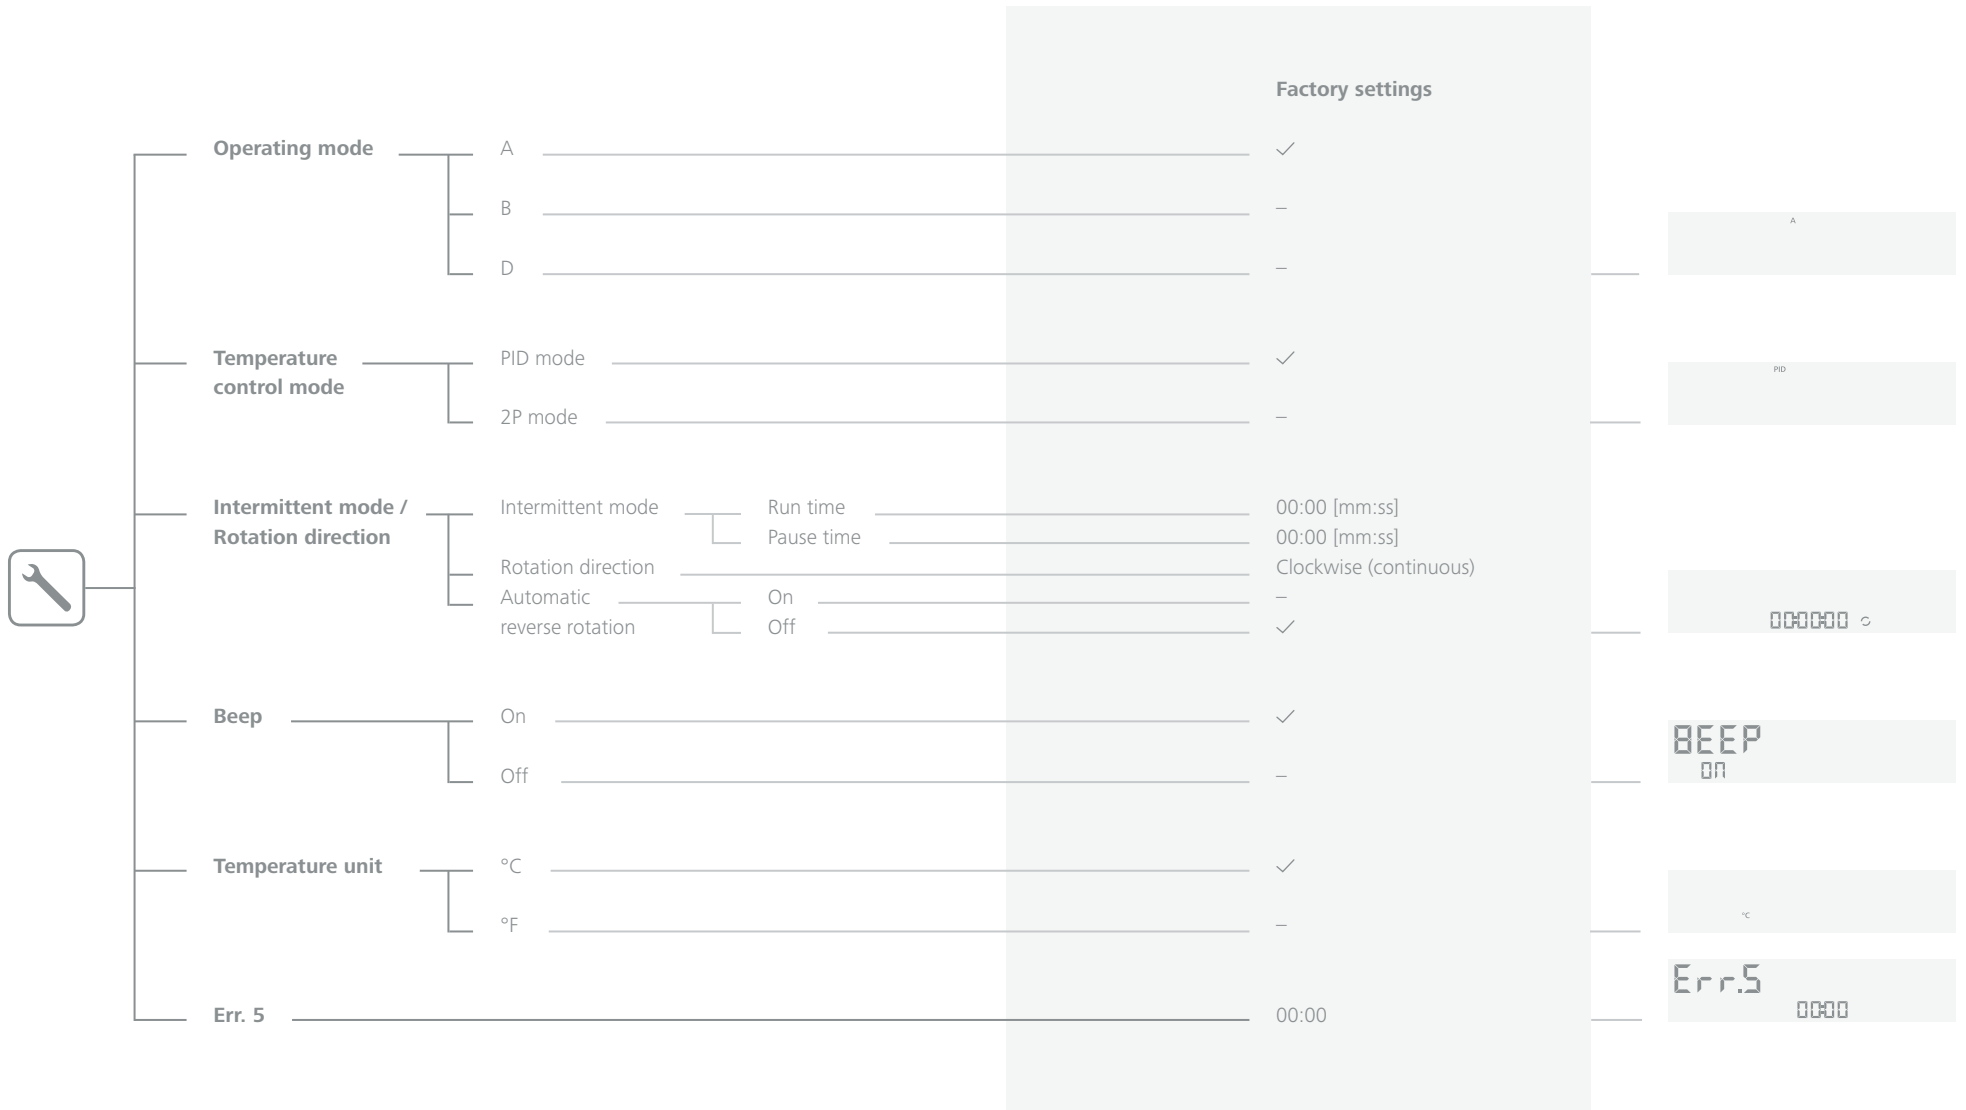 Factory settings
Operating mode A ✓
B –
A
D –
Temperature PID mode ✓
PID
control mode
2P mode –
Intermittent mode / Intermittent mode Run time 00:00 [mm:ss]
Rotation direction Pause time 00:00 [mm:ss]
Rotation direction Clockwise (continuous)
Automatic On –
reverse rotation Off ✓
00:00:00
Beep On ✓
BEEP
Off –
on
Temperature unit °C ✓
°C
°F –
Err.5
Err. 5 00:00
00:00